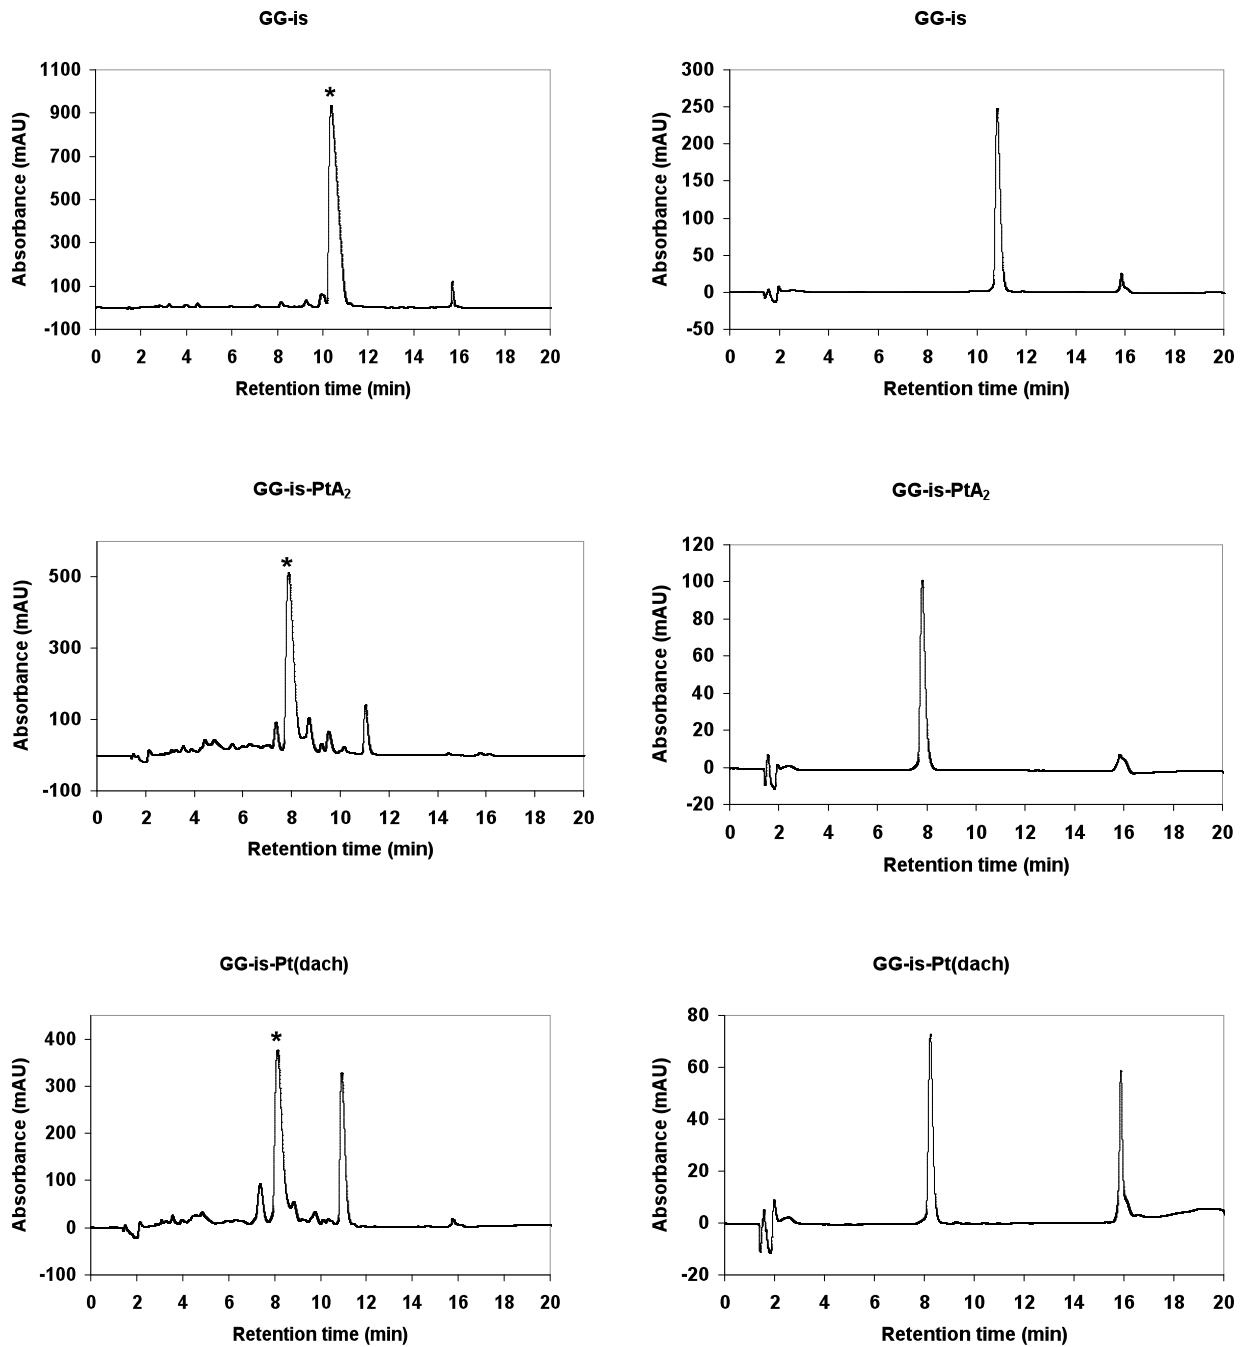 GG-is
1100
900
700
500
300
100
-100
Absorbance (mAU)
*
0 2 4 6 8 10 12 14 16 18 20
Retention time (min)
GG-is
300
250
200
150
100
50
0
-50
Absorbance (mAU)
0 2 4 6 8 10 12 14 16 18 20
Retention time (min)
GG-is-PtA₂
500
300
100
-100
Absorbance (mAU)
*
0 2 4 6 8 10 12 14 16 18 20
Retention time (min)
GG-is-PtA₂
120
100
80
60
40
20
0
-20
Absorbance (mAU)
0 2 4 6 8 10 12 14 16 18 20
Retention time (min)
GG-is-Pt(dach)
400
300
200
100
0
-100
Absorbance (mAU)
*
0 2 4 6 8 10 12 14 16 18 20
Retention time (min)
GG-is-Pt(dach)
80
60
40
20
0
-20
Absorbance (mAU)
0 2 4 6 8 10 12 14 16 18 20
Retention time (min)